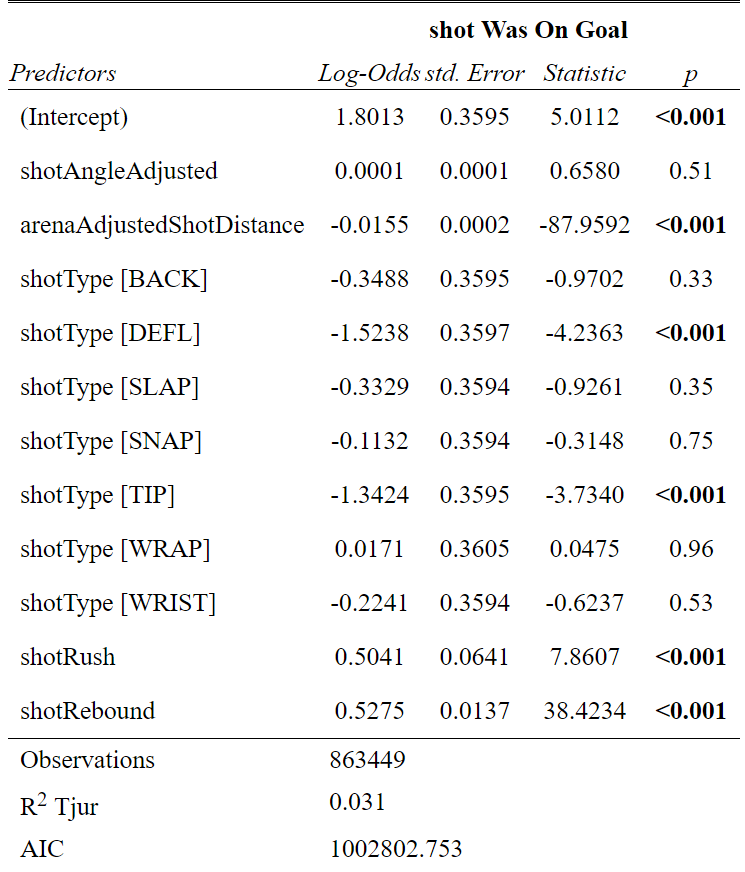 shot Was On Goal
Predictors Log-Odds std. Error Statistic p
(Intercept) 1.8013 0.3595 5.0112 <0.001
shotAngleAdjusted 0.0001 0.0001 0.6580 0.51
arenaAdjustedShotDistance -0.0155 0.0002 -87.9592 <0.001
shotType [BACK] -0.3488 0.3595 -0.9702 0.33
shotType [DEFL] -1.5238 0.3597 -4.2363 <0.001
shotType [SLAP] -0.3329 0.3594 -0.9261 0.35
shotType [SNAP] -0.1132 0.3594 -0.3148 0.75
shotType [TIP] -1.3424 0.3595 -3.7340 <0.001
shotType [WRAP] 0.0171 0.3605 0.0475 0.96
shotType [WRIST] -0.2241 0.3594 -0.6237 0.53
shotRush 0.5041 0.0641 7.8607 <0.001
shotRebound 0.5275 0.0137 38.4234 <0.001
Observations 863449
R² Tjur 0.031
AIC 1002802.753